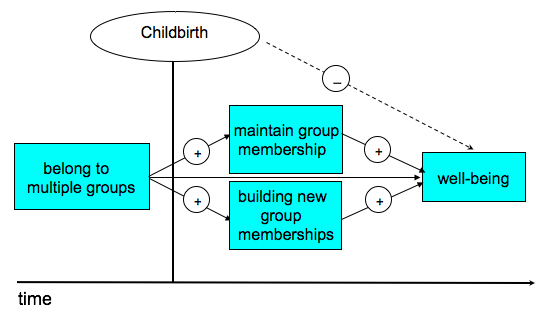 Childbirth
–
maintain group
membership
+
+
belong to
multiple groups
well-being
building new
group
memberships
+
+
time